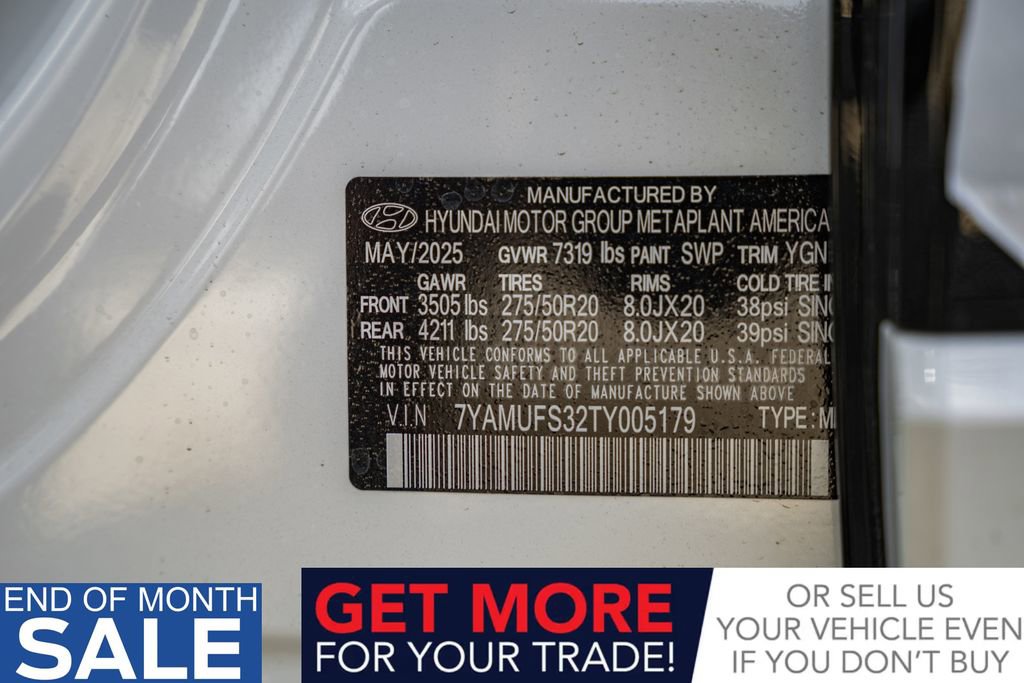 MANUFACTURED BY
HYUNDAI MOTOR GROUP METAPLANT AMERICA
MAY/2025 GVWR 7319 lbs PAINT SWP TRIM YGN
GAWR TIRES RIMS COLD TIRE
FRONT 3505 lbs 275/50R20 8.0JX20 38psi
REAR 4211 lbs 275/50R20 8.0JX20 39psi
THIS VEHICLE CONFORMS TO ALL APPLICABLE U.S.A. FEDERAL
MOTOR VEHICLE SAFETY AND THEFT PREVENTION STANDARDS
IN EFFECT ON THE DATE OF MANUFACTURE SHOWN ABOVE
V.I.N 7YAMUFS32TY005179 TYPE:
END OF MONTH
SALE
GET MORE
FOR YOUR TRADE!
OR SELL US
YOUR VEHICLE EVEN
IF YOU DON'T BUY